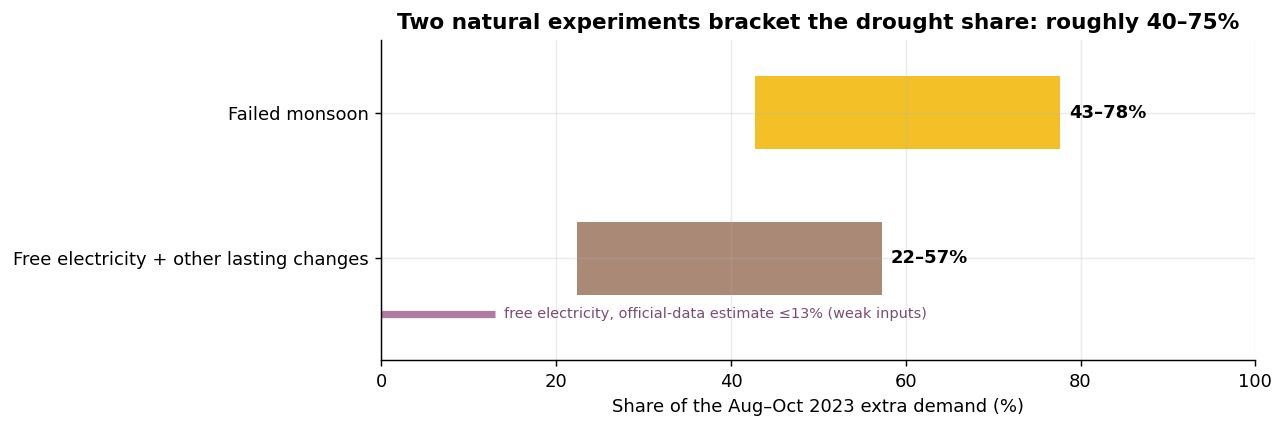 Two natural experiments bracket the drought share: roughly 40–75%
Failed monsoon
43–78%
Free electricity + other lasting changes
22–57%
free electricity, official-data estimate ≤13% (weak inputs)
0 20 40 60 80 100
Share of the Aug–Oct 2023 extra demand (%)